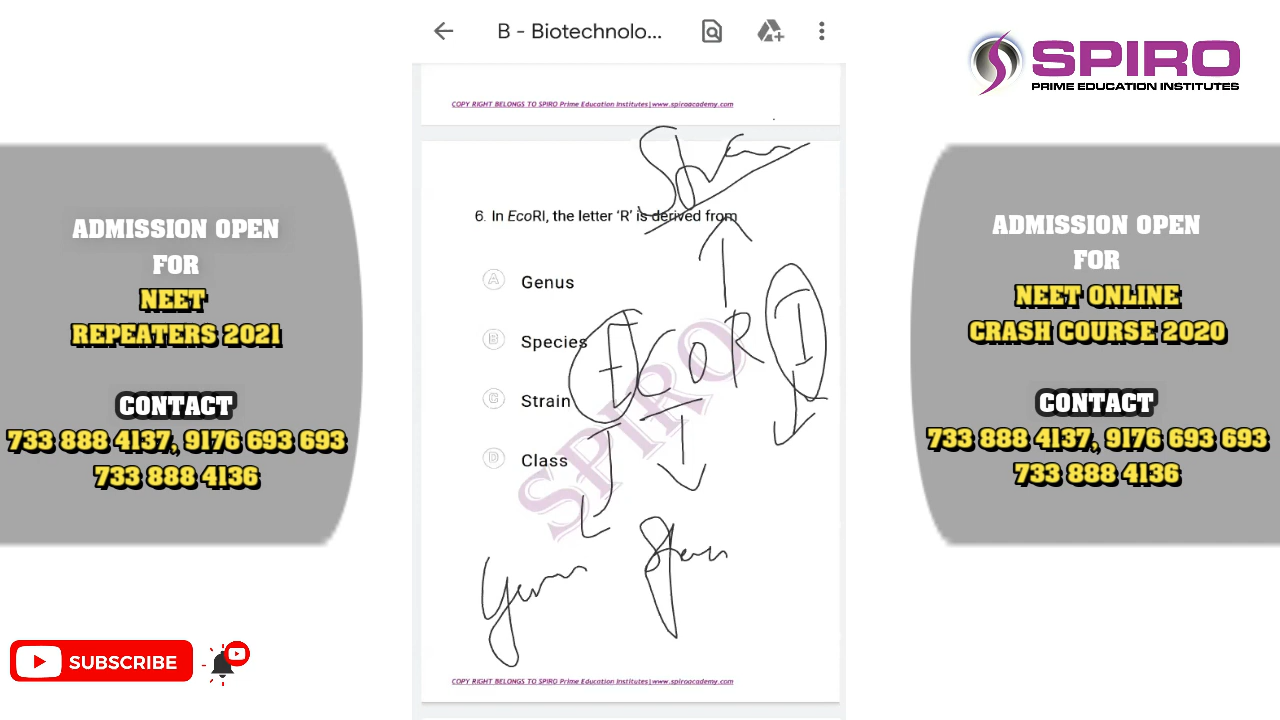 B - Biotechnolo...
SPIRO
PRIME EDUCATION INSTITUTES
COPY RIGHT BELONGS TO SPIRO Prime Education Institutes|www.spiroacademy.com
ADMISSION OPEN
FOR
NEET
REPEATERS 2021
CONTACT
733 888 4137, 9176 693 693
733 888 4136
6. In EcoRI, the letter 'R' is derived from
A Genus
B Species
C Strain
D Class
E c o R I
SPIRO
COPY RIGHT BELONGS TO SPIRO Prime Education Institutes|www.spiroacademy.com
ADMISSION OPEN
FOR
NEET ONLINE
CRASH COURSE 2020
CONTACT
733 888 4137, 9176 693 693
733 888 4136
SUBSCRIBE